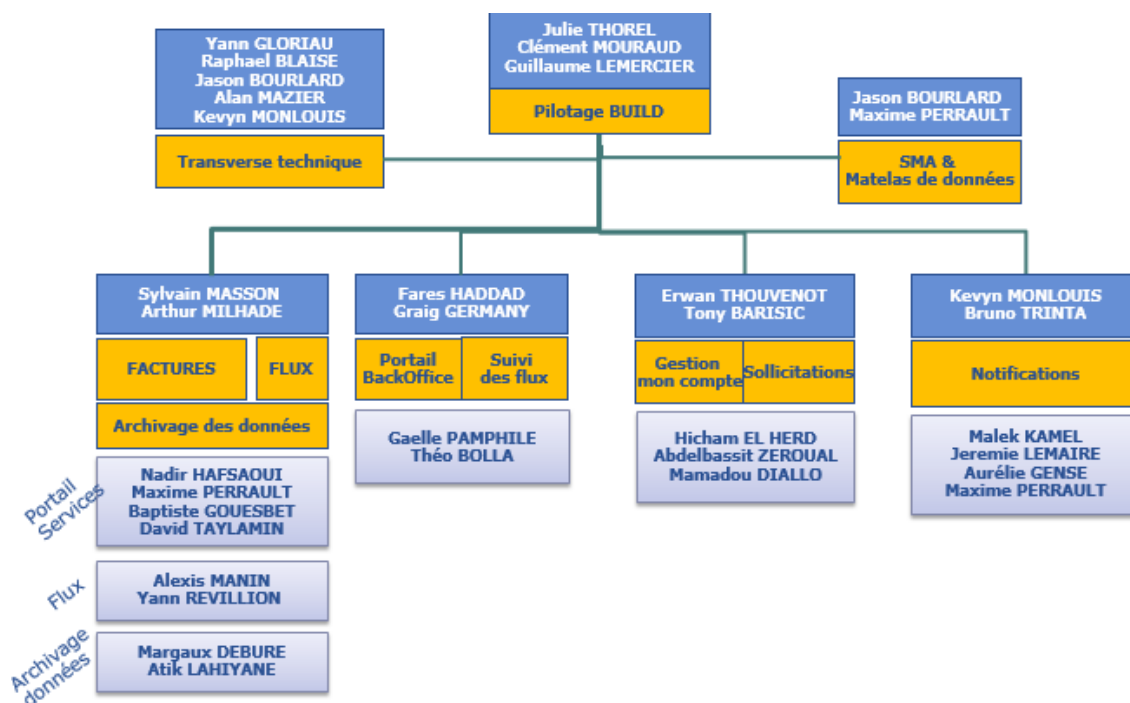 Julie THOREL
Clément MOURAUD
Guillaume LEMERCIER
Pilotage BUILD
Yann GLORIAU
Raphael BLAISE
Jason BOURLARD
Alan MAZIER
Kevyn MONLOUIS
Transverse technique
Jason BOURLARD
Maxime PERRAULT
SMA &
Matelas de données
Sylvain MASSON
Arthur MILHADE
FACTURES
FLUX
Archivage des données
Portail
Services
Nadir HAFSAOUI
Maxime PERRAULT
Baptiste GOUESBET
David TAYLAMIN
Flux
Alexis MANIN
Yann REVILLION
Archivage
données
Margaux DEBURE
Atik LAHIYANE
Fares HADDAD
Graig GERMANY
Portail
BackOffice
Suivi
des flux
Gaelle PAMPHILE
Théo BOLLA
Erwan THOUVENOT
Tony BARISIC
Gestion
mon compte
Sollicitations
Hicham EL HERD
Abdelbassit ZEROUAL
Mamadou DIALLO
Kevyn MONLOUIS
Bruno TRINTA
Notifications
Malek KAMEL
Jeremie LEMAIRE
Aurélie GENSE
Maxime PERRAULT